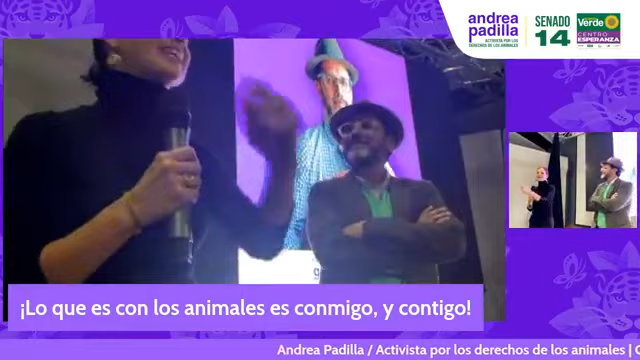 andrea
padilla
ACTIVISTA POR LOS
DERECHOS DE LOS ANIMALES
SENADO
14
Verde
CENTRO
ESPERANZA
¡Lo que es con los animales es conmigo, y contigo!
Andrea Padilla / Activista por los derechos de los animales |